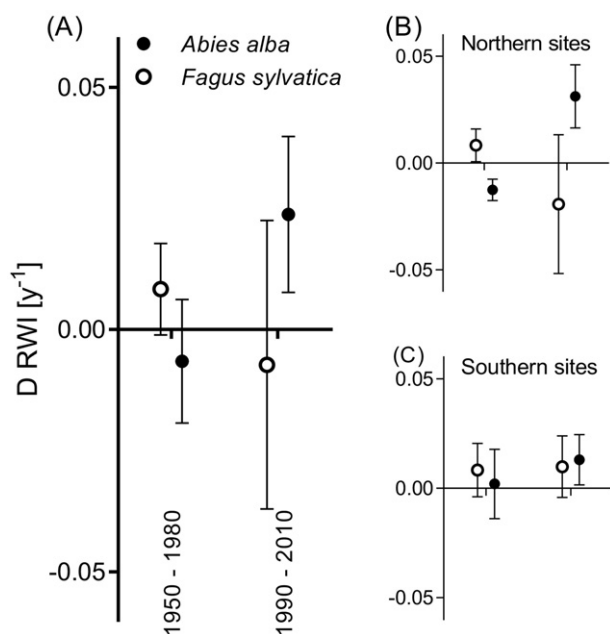 (A)
Abies alba
Fagus sylvatica
0.05
0.00
-0.05
D RWI [y-1]
1950 - 1980
1990 - 2010
(B)
Northern sites
0.05
0.00
-0.05
(C)
Southern sites
0.05
0.00
-0.05